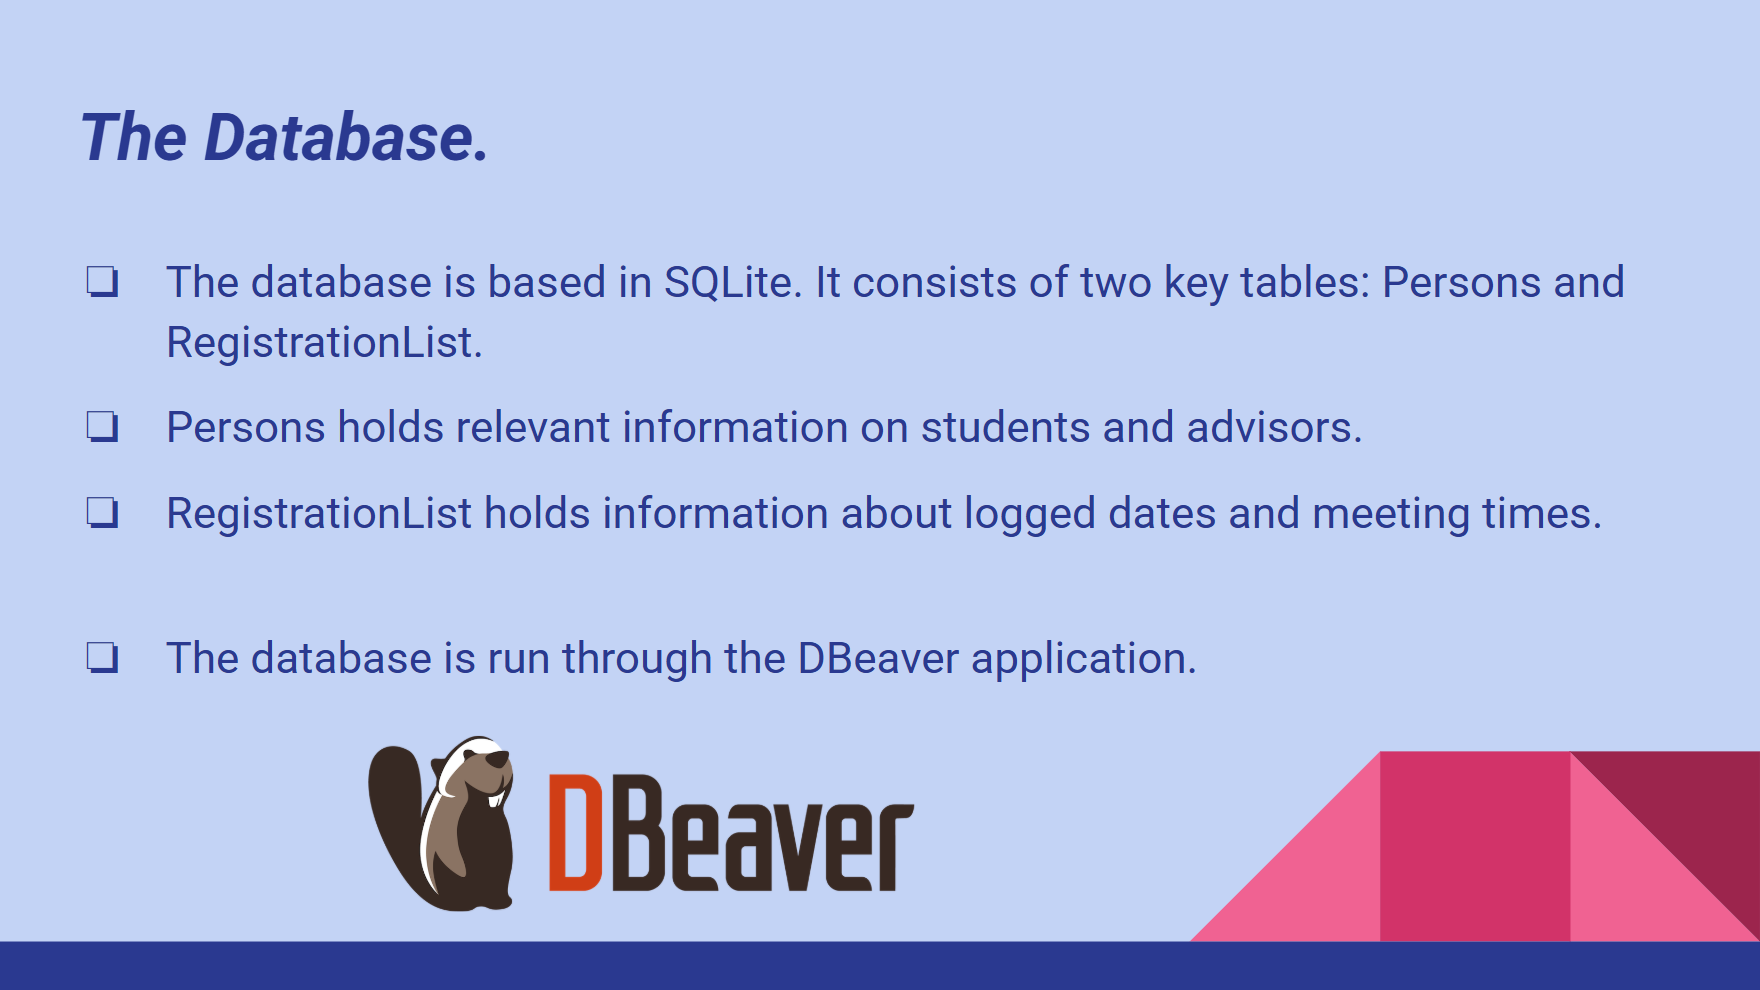 The Database.
❏ The database is based in SQLite. It consists of two key tables: Persons and
RegistrationList.
❏ Persons holds relevant information on students and advisors.
❏ RegistrationList holds information about logged dates and meeting times.
❏ The database is run through the DBeaver application.
DBeaver